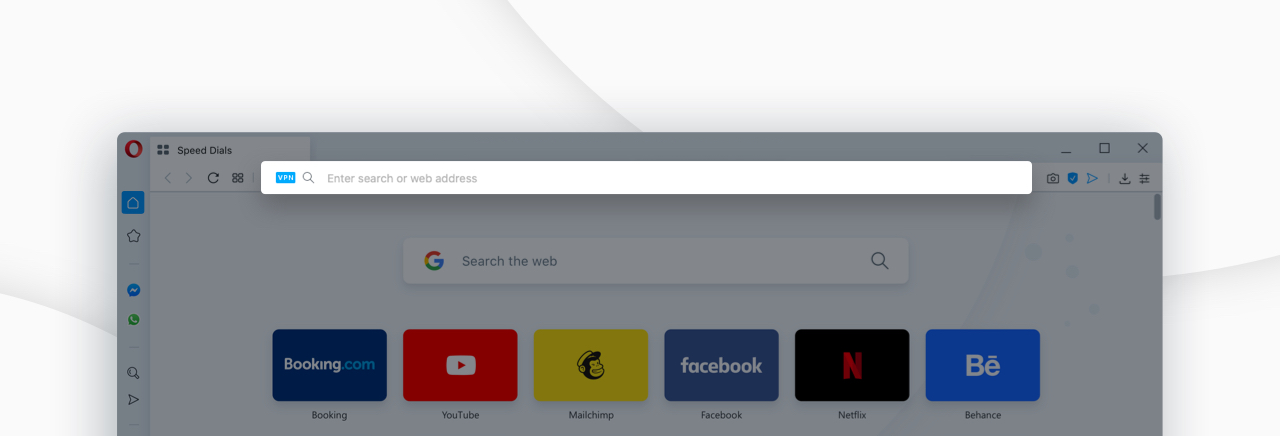 Speed Dials
VPN Enter search or web address
Search the web
Booking.com
facebook
N
Bē
Booking
YouTube
Mailchimp
Facebook
Netflix
Behance